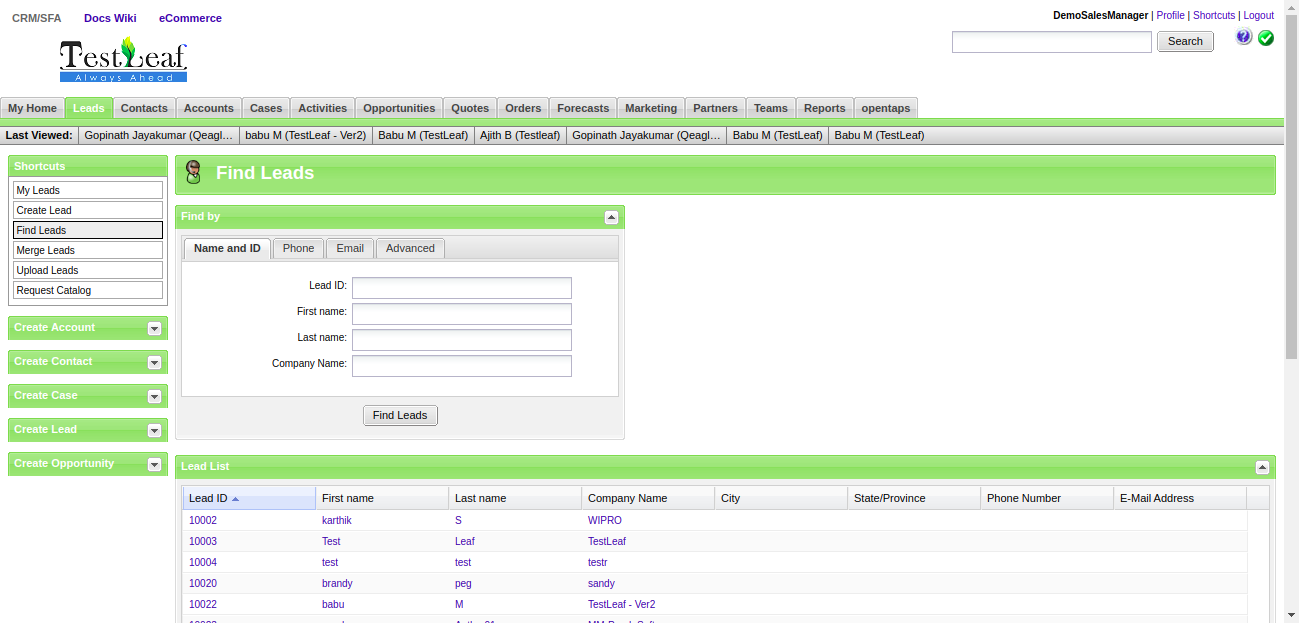 CRM/SFA Docs Wiki eCommerce
DemoSalesManager | Profile | Shortcuts | Logout
TestLeaf
Always Ahead
Search
My Home Leads Contacts Accounts Cases Activities Opportunities Quotes Orders Forecasts Marketing Partners Teams Reports opentaps
Last Viewed: Gopinath Jayakumar (Qeagl… babu M (TestLeaf - Ver2) Babu M (TestLeaf) Ajith B (Testleaf) Gopinath Jayakumar (Qeagl… Babu M (TestLeaf) Babu M (TestLeaf)
Shortcuts
My Leads
Create Lead
Find Leads
Merge Leads
Upload Leads
Request Catalog
Create Account
Create Contact
Create Case
Create Lead
Create Opportunity
Find Leads
Find by
Name and ID Phone Email Advanced
Lead ID:
First name:
Last name:
Company Name:
Find Leads
Lead List
Lead ID First name Last name Company Name City State/Province Phone Number E-Mail Address
10002 karthik S WIPRO
10003 Test Leaf TestLeaf
10004 test test testr
10020 brandy peg sandy
10022 babu M TestLeaf - Ver2